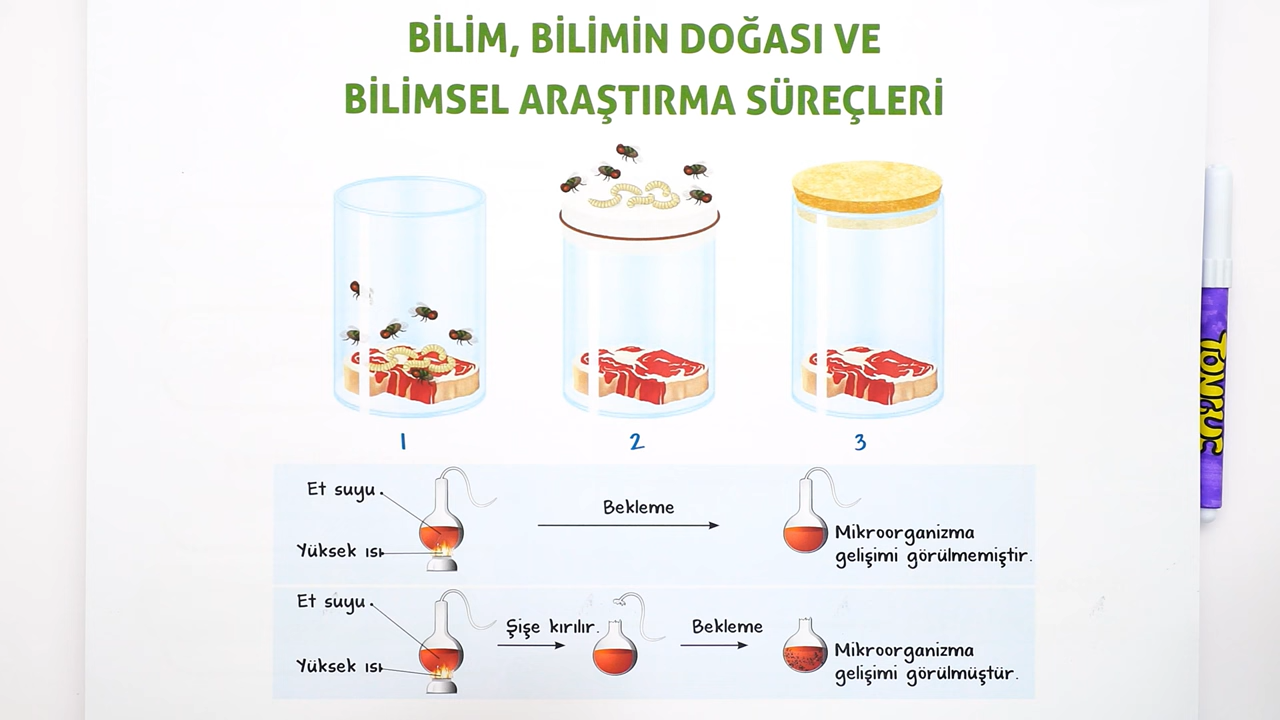 BİLİM, BİLİMİN DOĞASI VE
BİLİMSEL ARAŞTIRMA SÜREÇLERİ
1
2
3
Et suyu
Yüksek ısı
Bekleme
Mikroorganizma
gelişimi görülmemiştir.
Et suyu
Yüksek ısı
Şişe kırılır.
Bekleme
Mikroorganizma
gelişimi görülmüştür.
TOMBUŞ